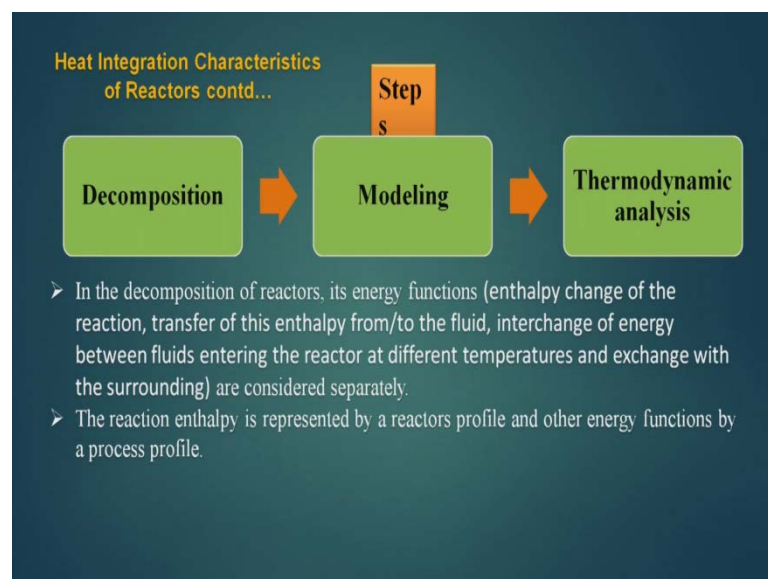 Heat Integration Characteristics
of Reactors contd...
Step
s
Decomposition
Modeling
Thermodynamic
analysis
➢ In the decomposition of reactors, its energy functions (enthalpy change of the
reaction, transfer of this enthalpy from/to the fluid, interchange of energy
between fluids entering the reactor at different temperatures and exchange with
the surrounding) are considered separately.
➢ The reaction enthalpy is represented by a reactors profile and other energy functions by
a process profile.